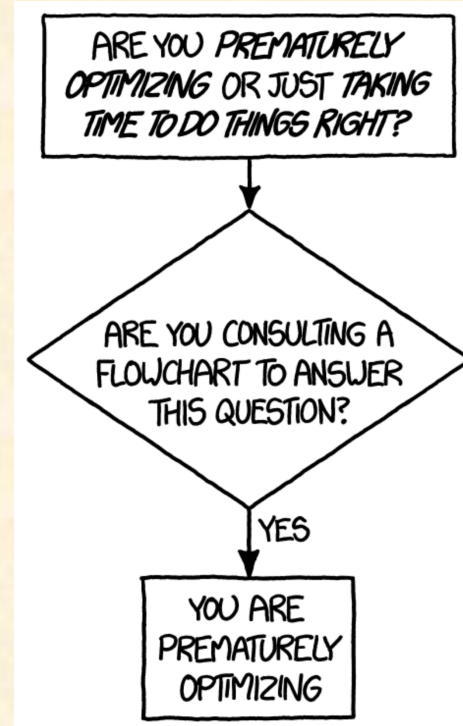 ARE YOU PREMATURELY
OPTIMIZING OR JUST TAKING
TIME TO DO THINGS RIGHT?
ARE YOU CONSULTING A
FLOWCHART TO ANSWER
THIS QUESTION?
YES
YOU ARE
PREMATURELY
OPTIMIZING